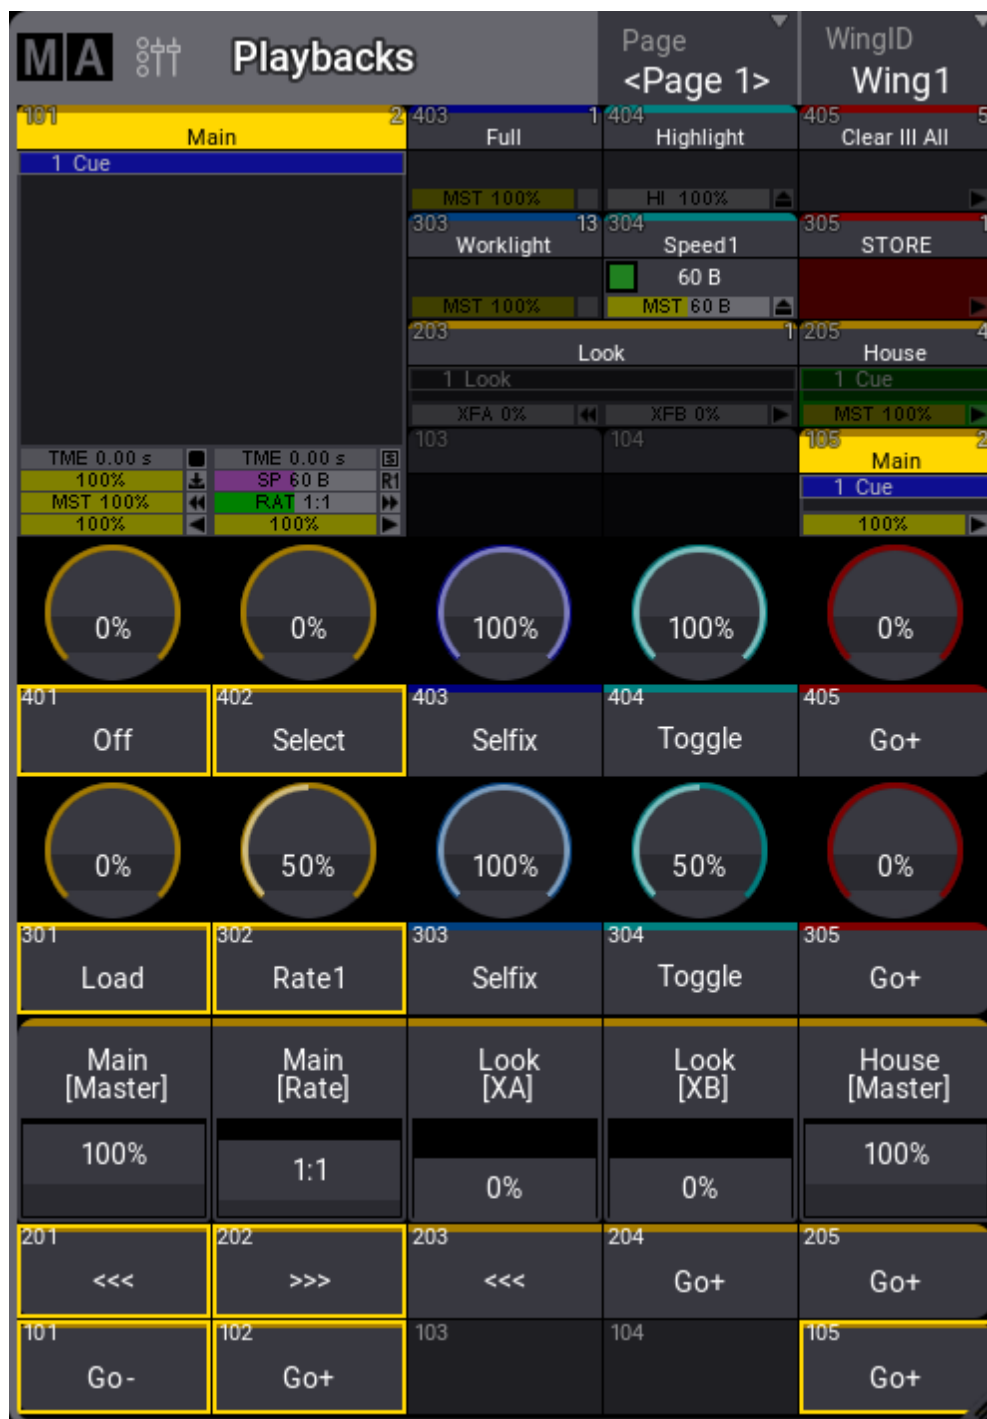 MA Playbacks Page WingID
<Page 1> Wing1
101 2 403 1 404 405 5
Main Full Highlight Clear III All
1 Cue
MST 100% HI 100%
303 13 304 305 1
Worklight Speed1 STORE
60 B
MST 100% MST 60 B
203 1 205 4
Look House
1 Look 1 Cue
XFA 0% XFB 0% MST 100%
103 104 105 2
Main
TME 0.00 s TME 0.00 s S
100% SP 60 B R1 1 Cue
MST 100% RAT 1:1
100% 100% 100%
0% 0% 100% 100% 0%
401 402 403 404 405
Off Select Selfix Toggle Go+
0% 50% 100% 50% 0%
301 302 303 304 305
Load Rate1 Selfix Toggle Go+
Main Main Look Look House
[Master] [Rate] [XA] [XB] [Master]
100% 1:1 0% 0% 100%
201 202 203 204 205
<<< >>> <<< Go+ Go+
101 102 103 104 105
Go- Go+ Go+